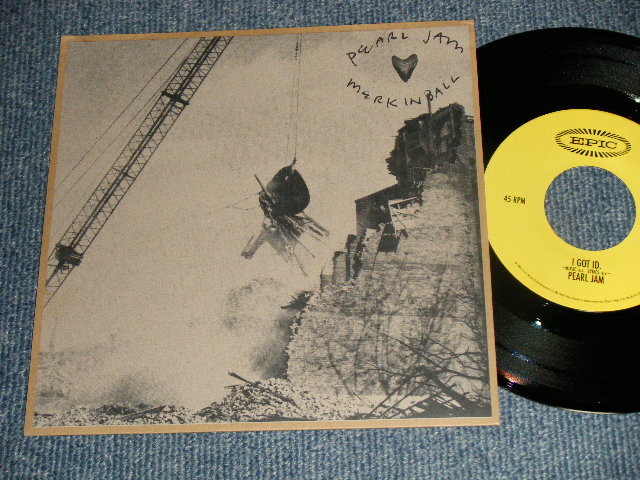 PEARL JAM
MERKINBALL
EPIC
45 RPM
I GOT ID.
PEARL JAM